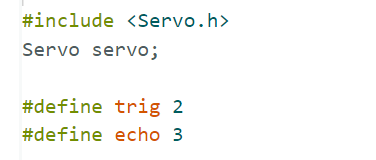 #include <Servo.h>
Servo servo;
#define trig 2
#define echo 3